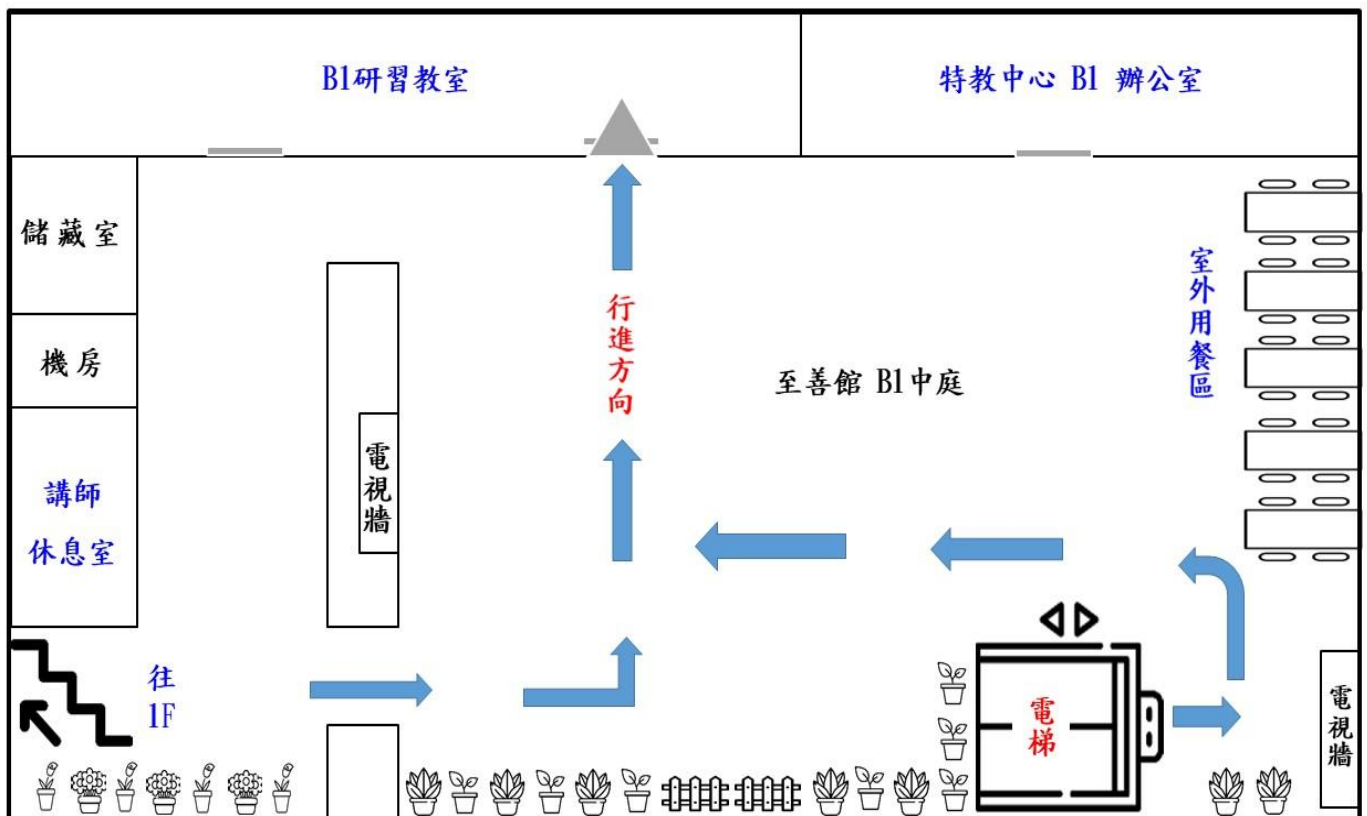 B1研習教室
特教中心 B1 辦公室
儲藏室
機房
講師
休息室
電視牆
行進方向
至善館 B1中庭
室外用餐區
往
1F
電梯
電視牆